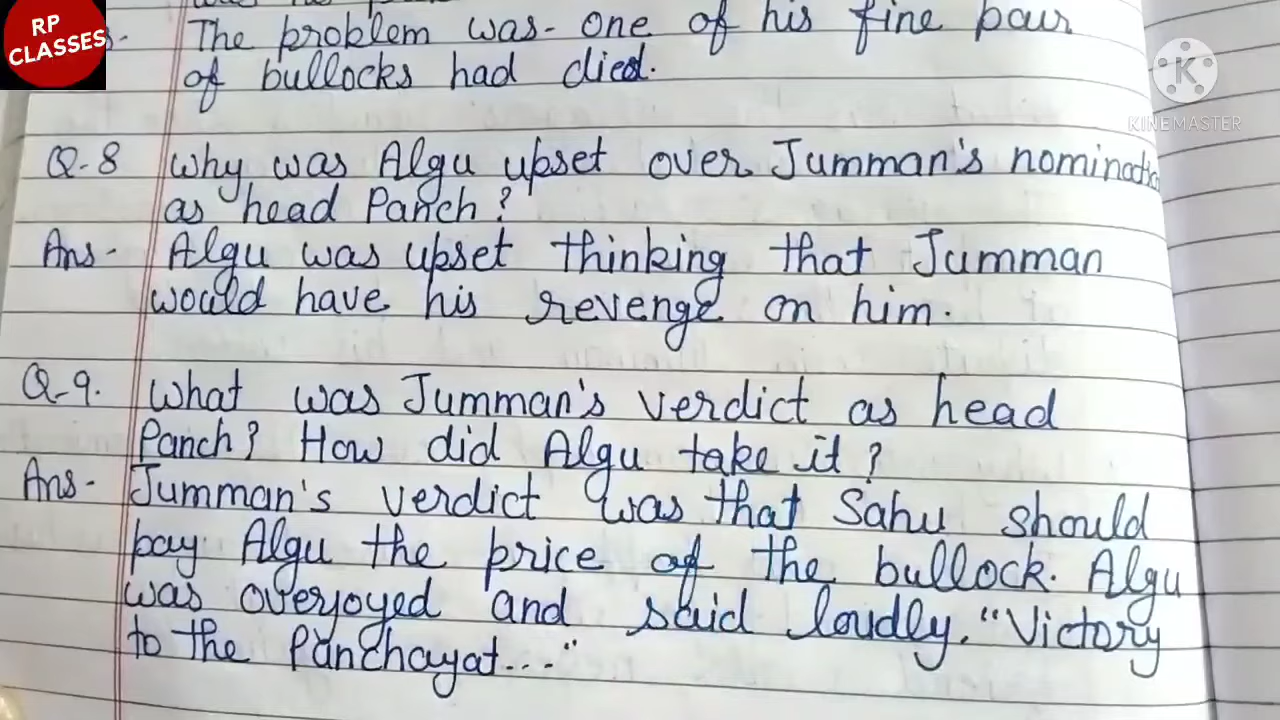 RP
CLASSES
The problem was- one of his fine pair
of bullocks had died.
K
KINEMASTER
Q-8 Why was Algu upset over Jumman's nominatio
as head Panch?
Ans- Algu was upset thinking that Jumman
would have his revenge on him.
Q-9. What was Jumman's verdict as head
Panch? How did Algu take it?
Ans- Jumman's verdict was that Sahu should
pay Algu the price of the bullock. Algu
was overjoyed and said loudly, "Victory
to the Panchayat..."